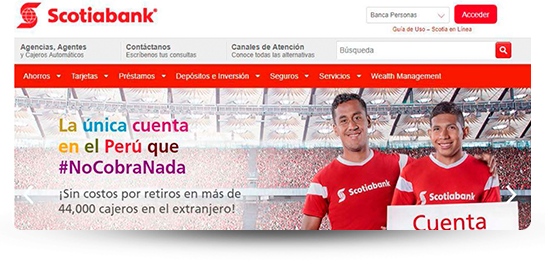 Scotiabank
Banca Personas
Acceder
Guía de Uso – Scotia en Línea
Agencias, Agentes
y Cajeros Automáticos
Contáctanos
Escríbenos tus consultas
Canales de Atención
Conoce todas las alternativas
Búsqueda
Ahorros Tarjetas Préstamos Depósitos e Inversión Seguros Servicios Wealth Management
La única cuenta
en el Perú que
#NoCobraNada
¡Sin costos por retiros en más de
44,000 cajeros en el extranjero!
Scotiabank
Scotiabank
Cuenta